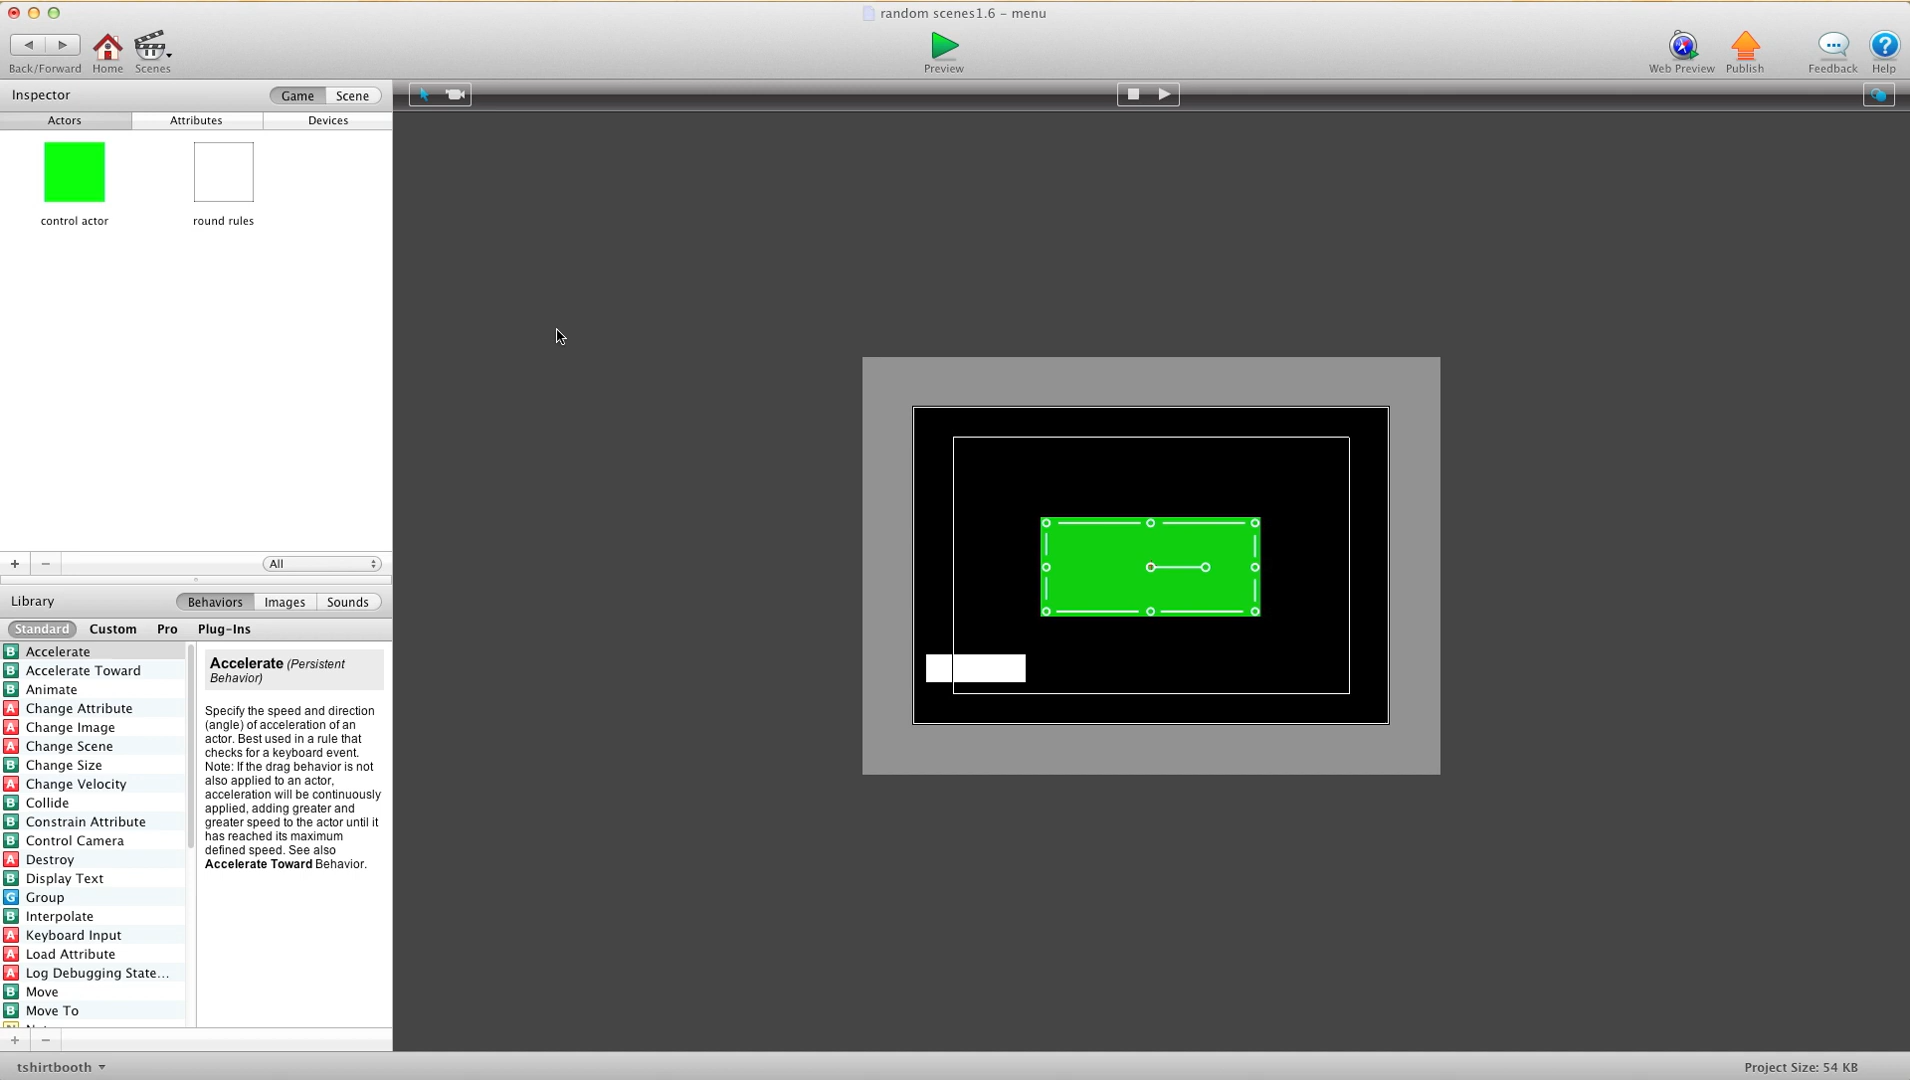 random scenes1.6 – menu
Back/Forward Home Scenes Preview Web Preview Publish Feedback Help
Inspector Game Scene
Actors Attributes Devices
control actor round rules
+ − All
Library Behaviors Images Sounds
Standard Custom Pro Plug-Ins
B Accelerate
B Accelerate Toward
B Animate
A Change Attribute
A Change Image
A Change Scene
B Change Size
A Change Velocity
B Collide
B Constrain Attribute
B Control Camera
A Destroy
B Display Text
G Group
B Interpolate
A Keyboard Input
A Load Attribute
A Log Debugging State...
B Move
B Move To
Accelerate (Persistent
Behavior)
Specify the speed and direction
(angle) of acceleration of an
actor. Best used in a rule that
checks for a keyboard event.
Note: If the drag behavior is not
also applied to an actor,
acceleration will be continuously
applied, adding greater and
greater speed to the actor until it
has reached its maximum
defined speed. See also
Accelerate Toward Behavior.
+ −
tshirtbooth Project Size: 54 KB